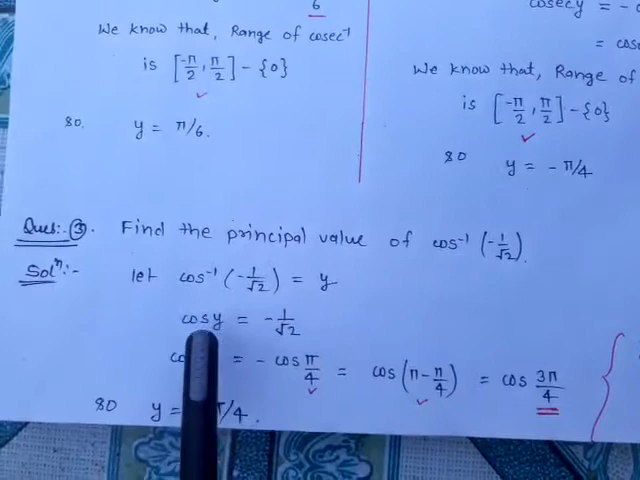 6
We know that, Range of cosec⁻¹
is [-π/2, π/2] - {0}
so. y = π/6.
cosecy = -
= cos
We know that, Range of
is [-π/2, π/2] - {0}
so y = - π/4
Ques:- ③. Find the principal value of cos⁻¹(-1/√2).
Solⁿ:- let cos⁻¹(-1/√2) = y
cosy = -1/√2
= - cos π/4 = cos(π - π/4) = cos 3π/4
so y = π/4.